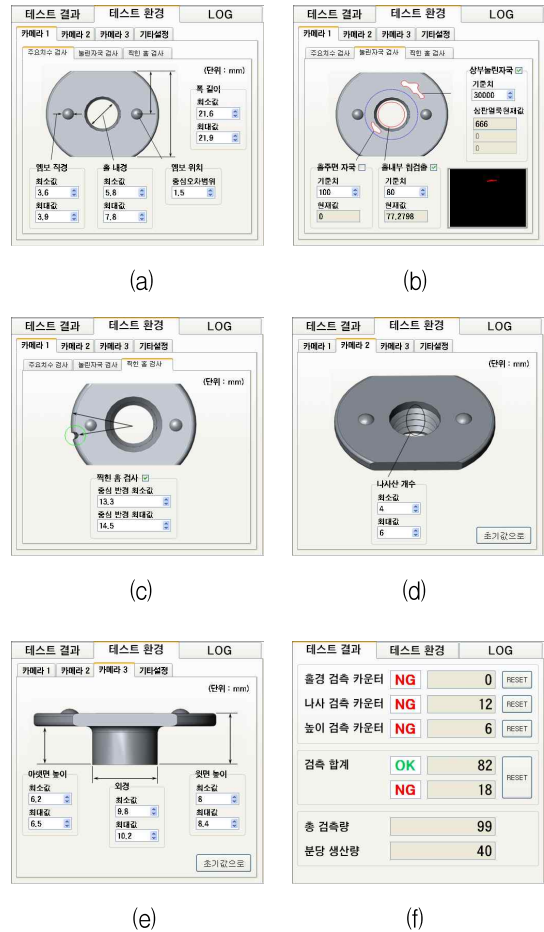 테스트 결과 테스트 환경 LOG
카메라 1 카메라 2 카메라 3 기타설정
주요치수 검사 눌린자국 검사 찍힌 홈 검사
(단위 : mm)
폭 길이
최소값
21,6
최대값
21,9
엠보 직경 홀 내경 엠보 위치
최소값 최소값 중심오차범위
3,6 5,8 1,5
최대값 최대값
3,9 7,8
(a)
테스트 결과 테스트 환경 LOG
카메라 1 카메라 2 카메라 3 기타설정
주요치수 검사 눌린자국 검사 찍힌 홈 검사
상부눌린자국
기준치
30000
상판얼룩현재값
666
0
0
홀주변 자국 홀내부 칩검출
기준치 기준치
100 60
현재값 현재값
0 77,2798
(b)
테스트 결과 테스트 환경 LOG
카메라 1 카메라 2 카메라 3 기타설정
주요치수 검사 눌린자국 검사 찍힌 홈 검사
(단위 : mm)
찍힌 홈 검사
중심 반경 최소값
13,3
중심 반경 최대값
14,5
(c)
테스트 결과 테스트 환경 LOG
카메라 1 카메라 2 카메라 3 기타설정
(단위 : mm)
나사산 개수
최소값
4
최대값
6
초기값으로
(d)
테스트 결과 테스트 환경 LOG
카메라 1 카메라 2 카메라 3 기타설정
(단위 : mm)
아랫면 높이 외경 윗면 높이
최소값 최소값 최소값
6,2 9,8 8
최대값 최대값 최대값
6,5 10,2 8,4
초기값으로
(e)
테스트 결과 테스트 환경 LOG
홀경 검측 카운터 NG 0 RESET
나사 검측 카운터 NG 12 RESET
높이 검측 카운터 NG 6 RESET
검측 합계 OK 82 RESET
NG 18
총 검측량 99
분당 생산량 40
(f)